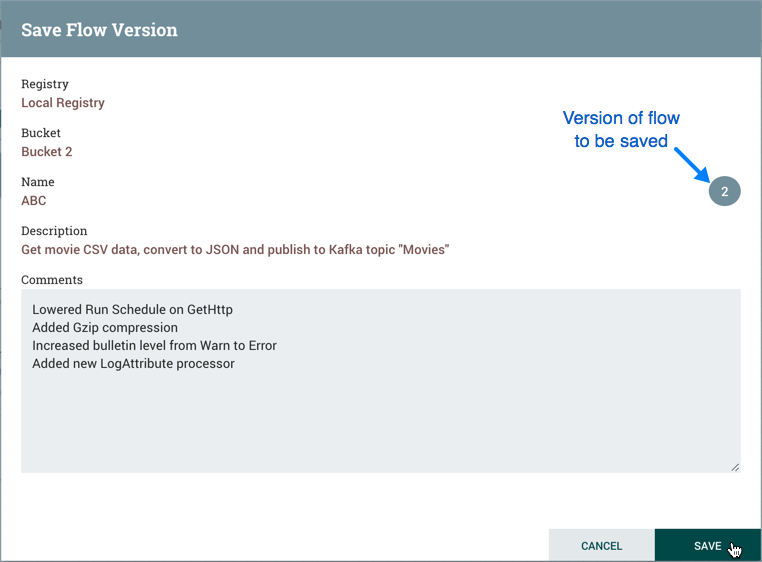 Save Flow Version
Registry
Local Registry
Bucket
Bucket 2
Version of flow
to be saved
Name
ABC
2
Description
Get movie CSV data, convert to JSON and publish to Kafka topic "Movies"
Comments
Lowered Run Schedule on GetHttp
Added Gzip compression
Increased bulletin level from Warn to Error
Added new LogAttribute processor
CANCEL
SAVE